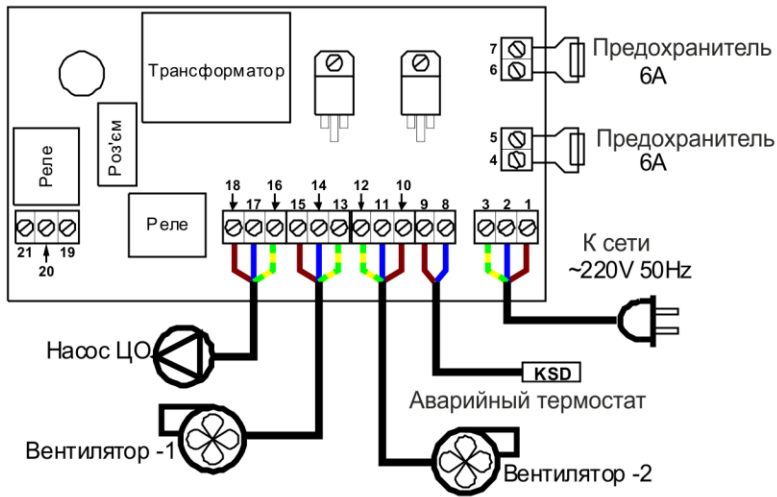 Трансформатор
7
6
Предохранитель
6А
5
4
Предохранитель
6А
Реле
Роз'єм
Реле
18
17
16
15
14
13
12
11
10
9
8
3
2
1
21
20
19
К сети
~220V 50Hz
Насос ЦО.
KSD
Аварийный термостат
Вентилятор -1
Вентилятор -2